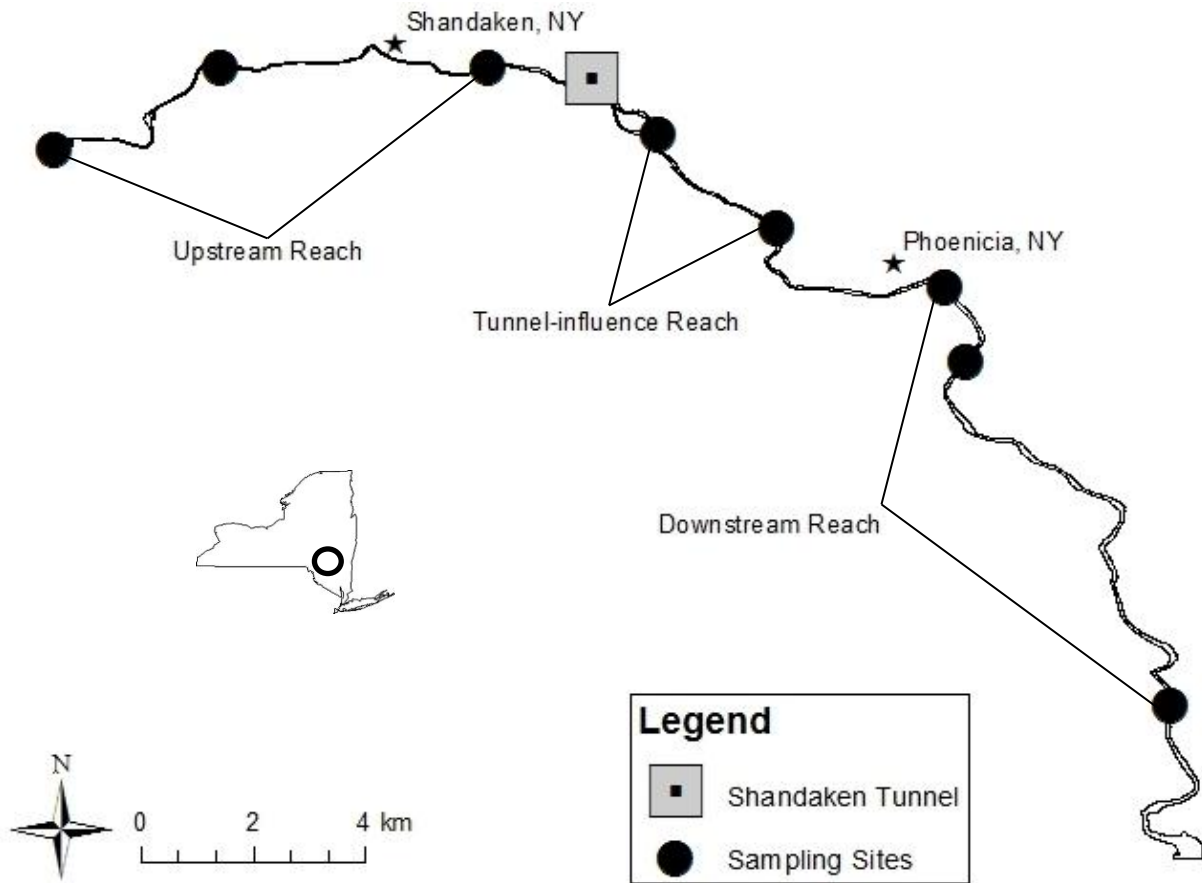 Shandaken, NY
Upstream Reach
Phoenicia, NY
Tunnel-influence Reach
Downstream Reach
N
0 2 4 km
Legend
Shandaken Tunnel
Sampling Sites